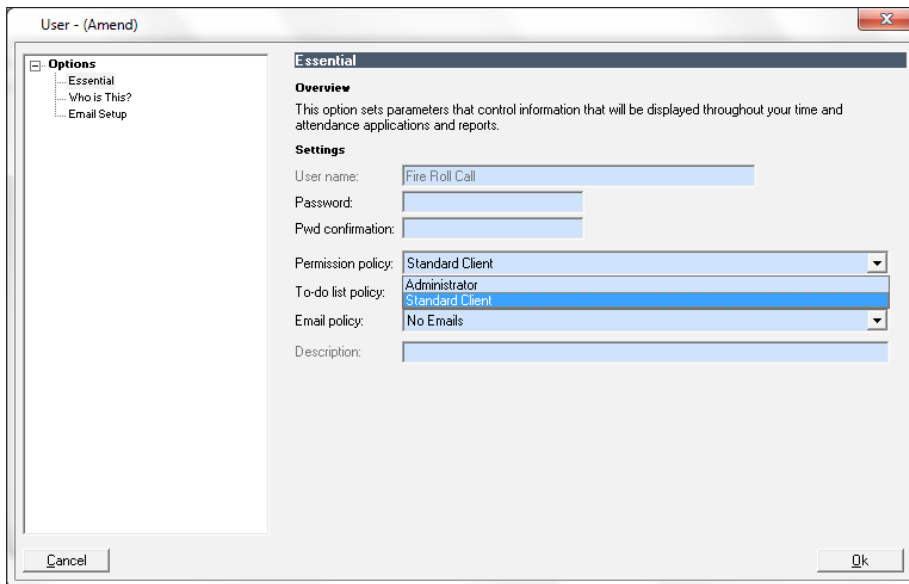 User - (Amend)
Options
Essential
Who is This?
Email Setup
Essential
Overview
This option sets parameters that control information that will be displayed throughout your time and
attendance applications and reports.
Settings
User name: Fire Roll Call
Password:
Pwd confirmation:
Permission policy: Standard Client
Administrator
To-do list policy: Standard Client
Email policy: No Emails
Description:
Cancel
Ok